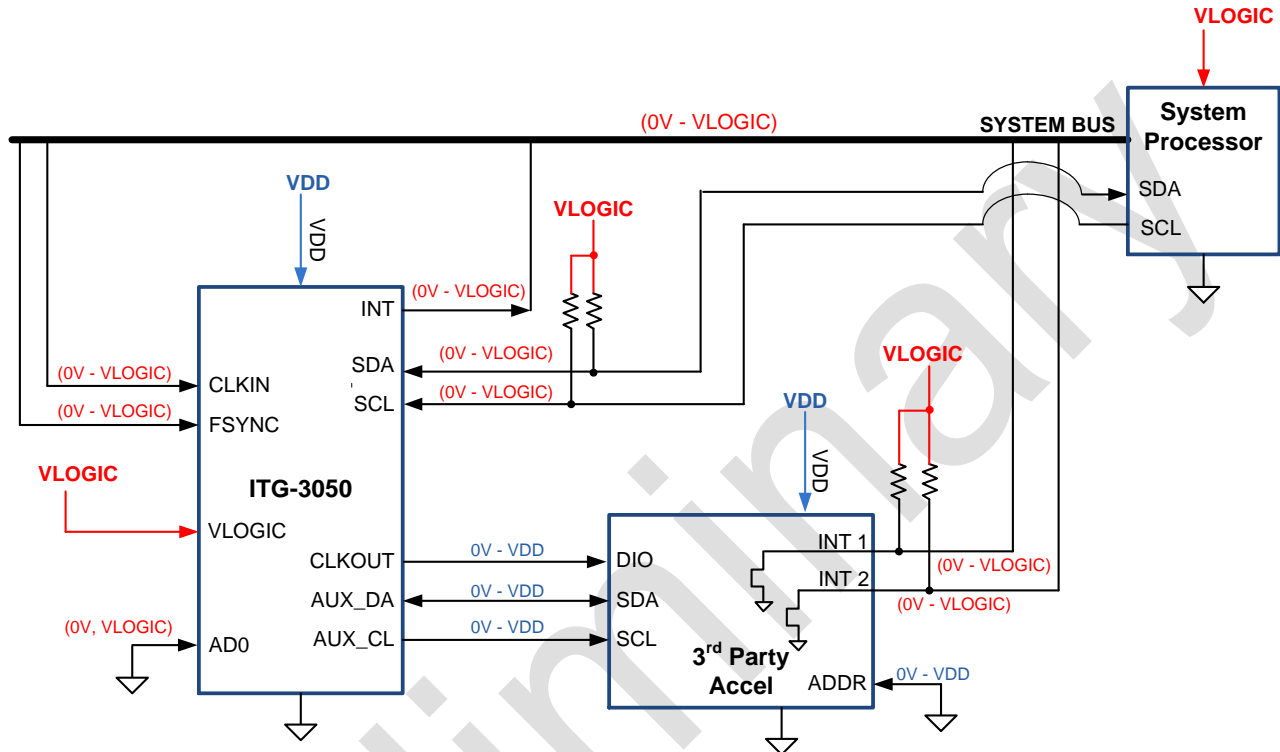 VLOGIC
System
Processor
(0V - VLOGIC)
SYSTEM BUS
SDA
SCL
VDD
VDD
VLOGIC
INT
(0V - VLOGIC)
SDA
(0V - VLOGIC)
SCL
(0V - VLOGIC)
(0V - VLOGIC)
CLKIN
(0V - VLOGIC)
FSYNC
VLOGIC
VLOGIC
ITG-3050
(0V, VLOGIC)
AD0
CLKOUT
0V - VDD
AUX_DA
0V - VDD
AUX_CL
0V - VDD
VLOGIC
VDD
VDD
DIO
SDA
SCL
INT 1
(0V - VLOGIC)
INT 2
(0V - VLOGIC)
3rd Party
Accel
ADDR
0V - VDD